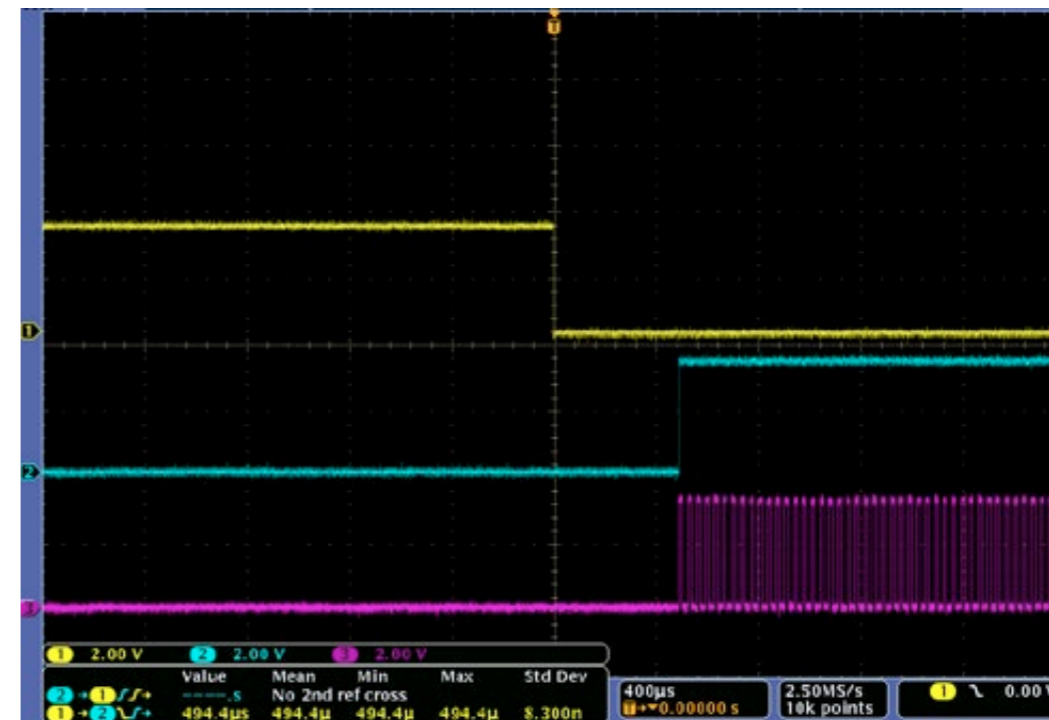 T
1
2
3
1 2.00 V 2 2.00 V 3 2.00 V
Value Mean Min Max Std Dev
2 → 1 ----.s No 2nd ref cross
1 → 2 494.4µs 494.4µ 494.4µ 494.4µ 8.300n
400µs
T→▼0.00000 s
2.50MS/s
10k points
1 0.00 V